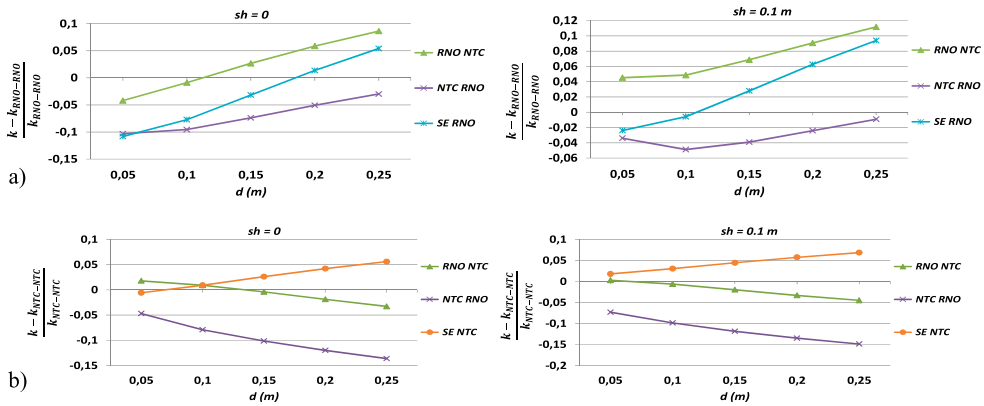 sh = 0
0,1
0,05
0
-0,05
-0,1
-0,15
k − k_RNO−RNO
k_RNO−RNO
0,05 0,1 0,15 0,2 0,25
d (m)
RNO NTC
NTC RNO
SE RNO
a)
sh = 0.1 m
0,12
0,1
0,08
0,06
0,04
0,02
0
-0,02
-0,04
-0,06
k − k_RNO−RNO
k_RNO−RNO
0,05 0,1 0,15 0,2 0,25
d (m)
RNO NTC
NTC RNO
SE RNO
sh = 0
0,1
0,05
0
-0,05
-0,1
-0,15
k − k_NTC−NTC
k_NTC−NTC
0,05 0,1 0,15 0,2 0,25
d (m)
RNO NTC
NTC RNO
SE NTC
b)
sh = 0.1 m
0,1
0,05
0
-0,05
-0,1
-0,15
-0,2
k − k_NTC−NTC
k_NTC−NTC
0,05 0,1 0,15 0,2 0,25
d (m)
RNO NTC
NTC RNO
SE NTC